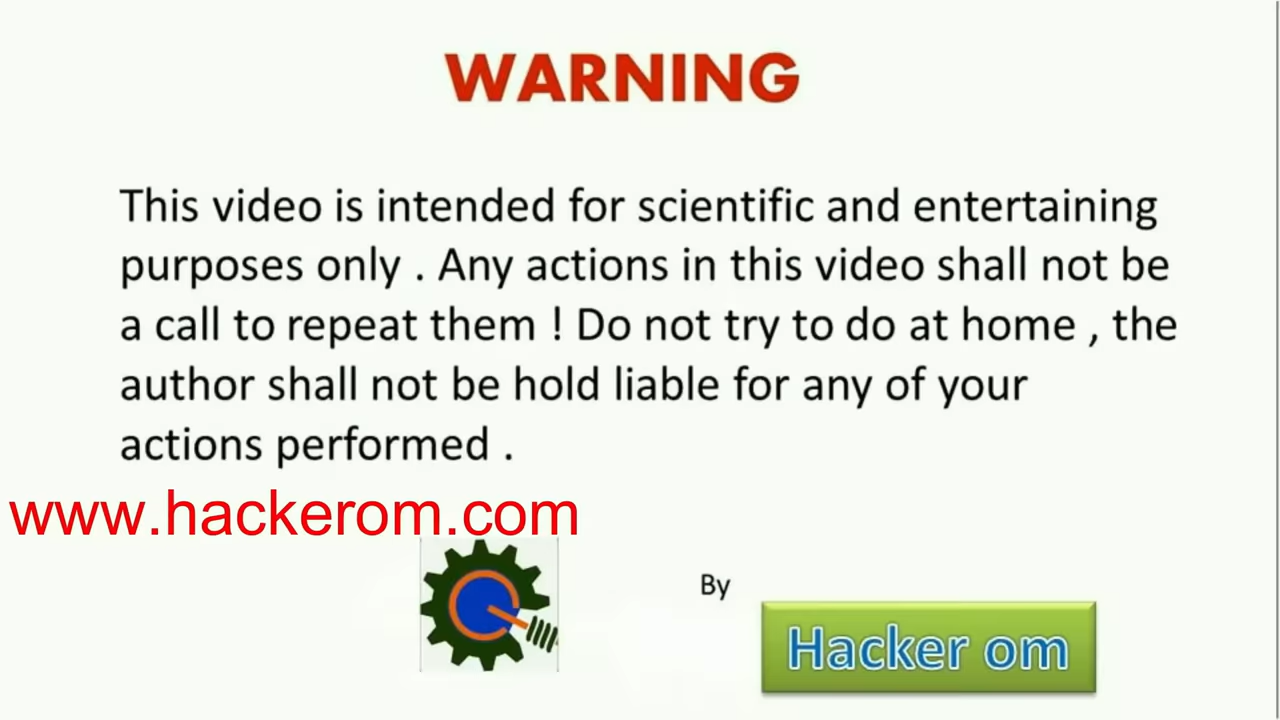 WARNING
This video is intended for scientific and entertaining
purposes only . Any actions in this video shall not be
a call to repeat them ! Do not try to do at home , the
author shall not be hold liable for any of your
actions performed .
www.hackerom.com
By
Hacker om